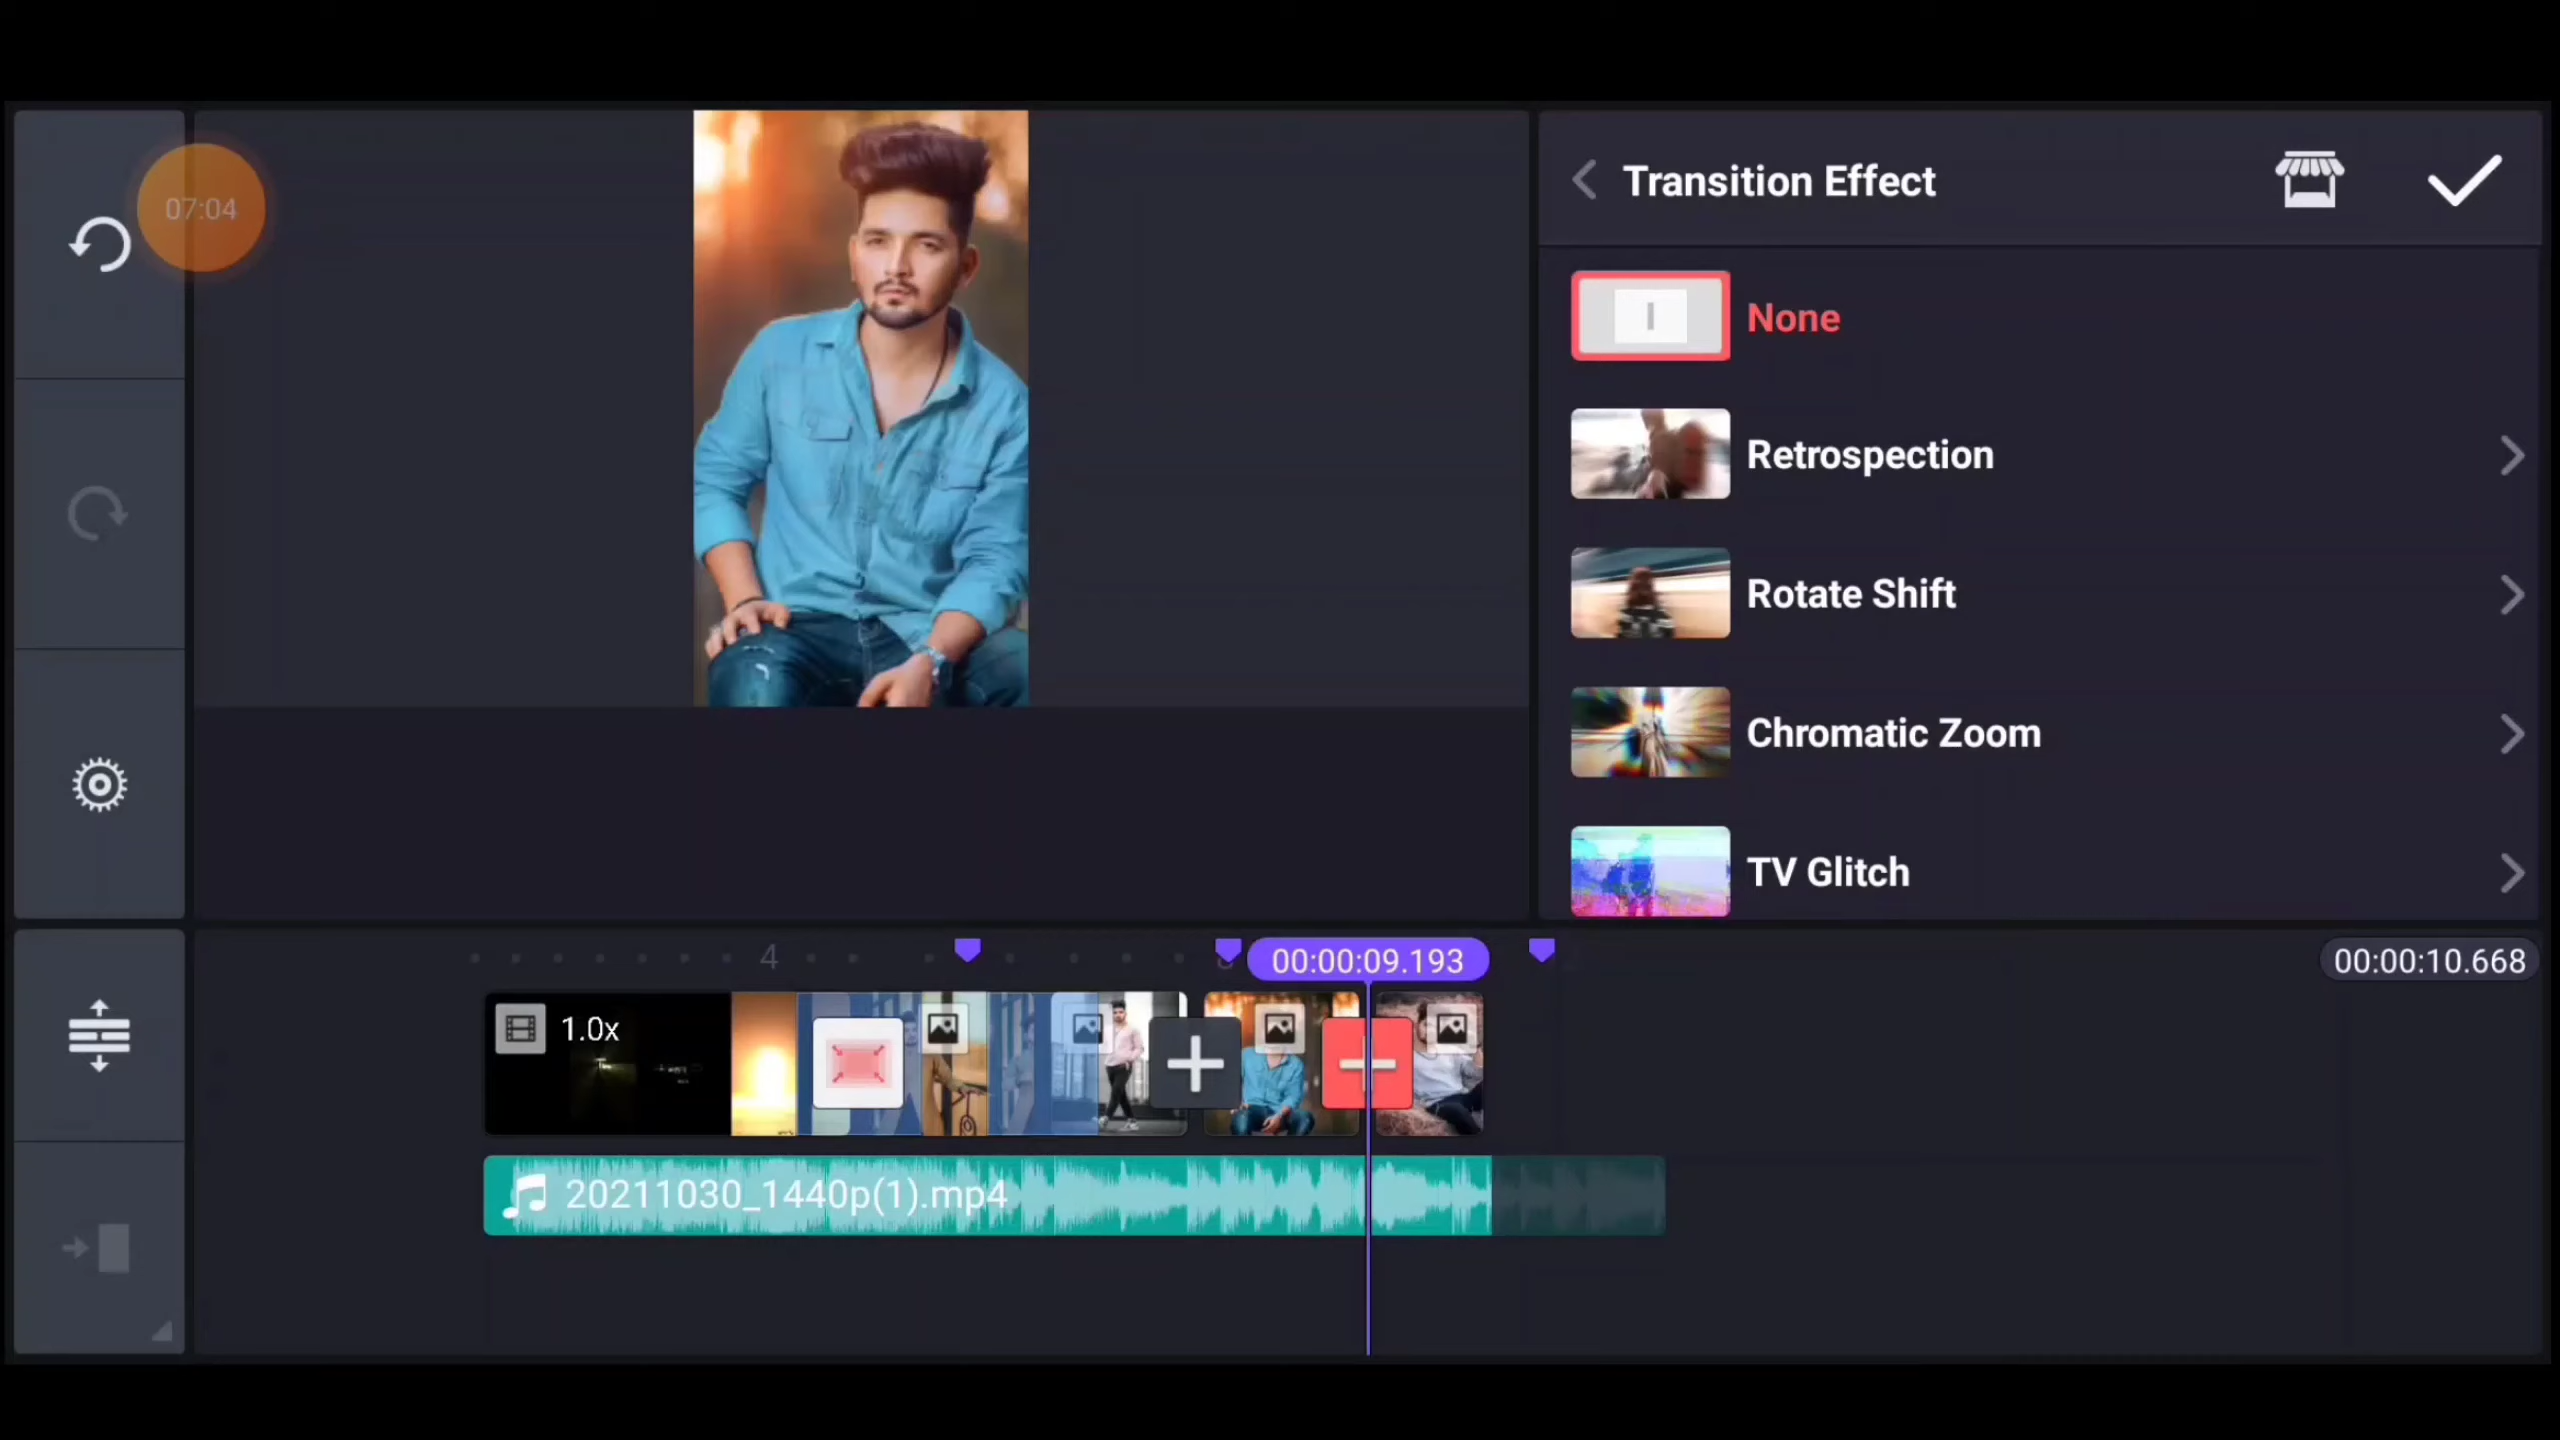 07:04
Transition Effect
None
Retrospection
Rotate Shift
Chromatic Zoom
TV Glitch
4
00:00:09.193
00:00:10.668
1.0x
20211030_1440p(1).mp4